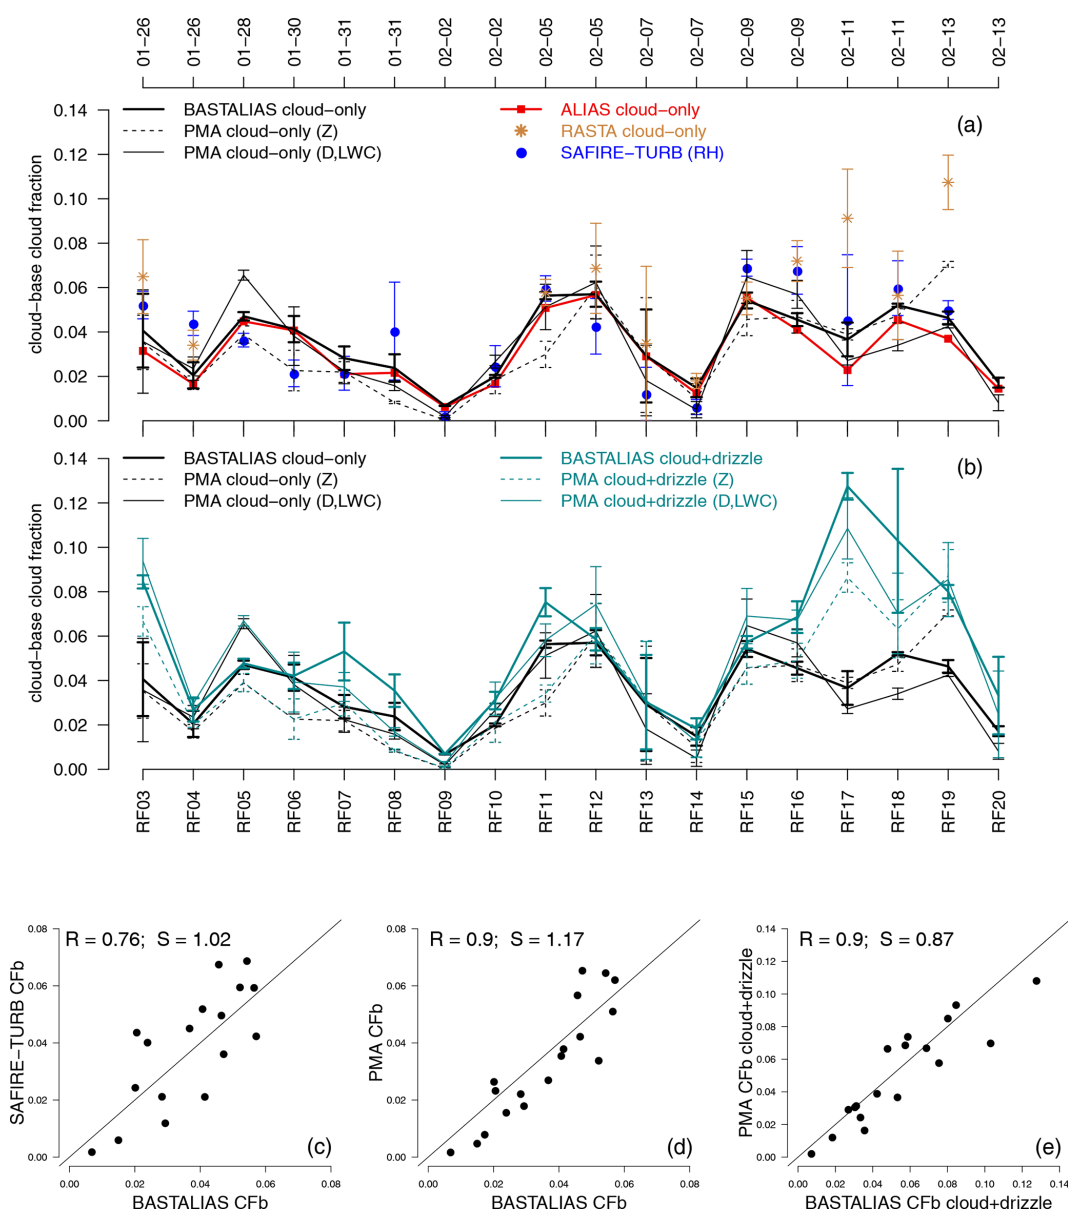 01−26 01−26 01−28 01−30 01−31 01−31 02−02 02−02 02−05 02−05 02−07 02−07 02−09 02−09 02−11 02−11 02−13 02−13
BASTALIAS cloud−only
PMA cloud−only (Z)
PMA cloud−only (D,LWC)
ALIAS cloud−only
RASTA cloud−only
SAFIRE−TURB (RH)
(a)
cloud−base cloud fraction
0.14
0.12
0.10
0.08
0.06
0.04
0.02
0.00
BASTALIAS cloud−only
PMA cloud−only (Z)
PMA cloud−only (D,LWC)
BASTALIAS cloud+drizzle
PMA cloud+drizzle (Z)
PMA cloud+drizzle (D,LWC)
(b)
cloud−base cloud fraction
0.14
0.12
0.10
0.08
0.06
0.04
0.02
0.00
RF03 RF04 RF05 RF06 RF07 RF08 RF09 RF10 RF11 RF12 RF13 RF14 RF15 RF16 RF17 RF18 RF19 RF20
R = 0.76; S = 1.02
SAFIRE−TURB CFb
0.08
0.06
0.04
0.02
0.00
(c)
0.00 0.02 0.04 0.06 0.08
BASTALIAS CFb
R = 0.9; S = 1.17
PMA CFb
0.08
0.06
0.04
0.02
0.00
(d)
0.00 0.02 0.04 0.06 0.08
BASTALIAS CFb
R = 0.9; S = 0.87
PMA CFb cloud+drizzle
0.14
0.12
0.10
0.08
0.06
0.04
0.02
0.00
(e)
0.00 0.02 0.04 0.06 0.08 0.10 0.12 0.14
BASTALIAS CFb cloud+drizzle